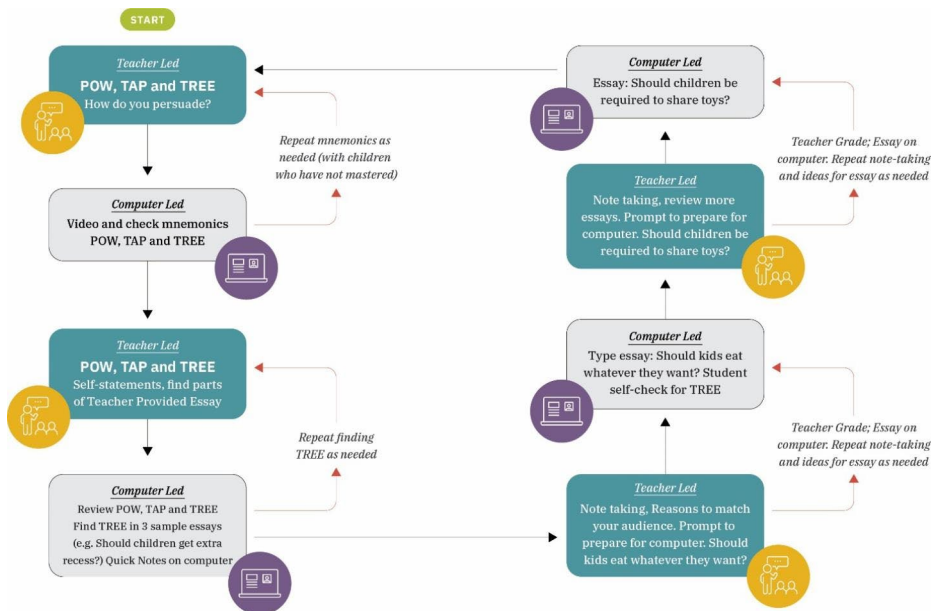 START
Teacher Led
POW, TAP and TREE
How do you persuade?
Repeat mnemonics as
needed (with children
who have not mastered)
Computer Led
Video and check mnemonics
POW, TAP and TREE
Teacher Led
POW, TAP and TREE
Self-statements, find parts
of Teacher Provided Essay
Repeat finding
TREE as needed
Computer Led
Review POW, TAP and TREE
Find TREE in 3 sample essays
(e.g. Should children get extra
recess?) Quick Notes on computer
Teacher Led
Note taking, Reasons to match
your audience. Prompt to
prepare for computer. Should
kids eat whatever they want?
Teacher Grade; Essay on
computer. Repeat note-taking
and ideas for essay as needed
Computer Led
Type essay: Should kids eat
whatever they want? Student
self-check for TREE
Teacher Led
Note taking, review more
essays. Prompt to prepare for
computer. Should children be
required to share toys?
Teacher Grade; Essay on
computer. Repeat note-taking
and ideas for essay as needed
Computer Led
Essay: Should children be
required to share toys?